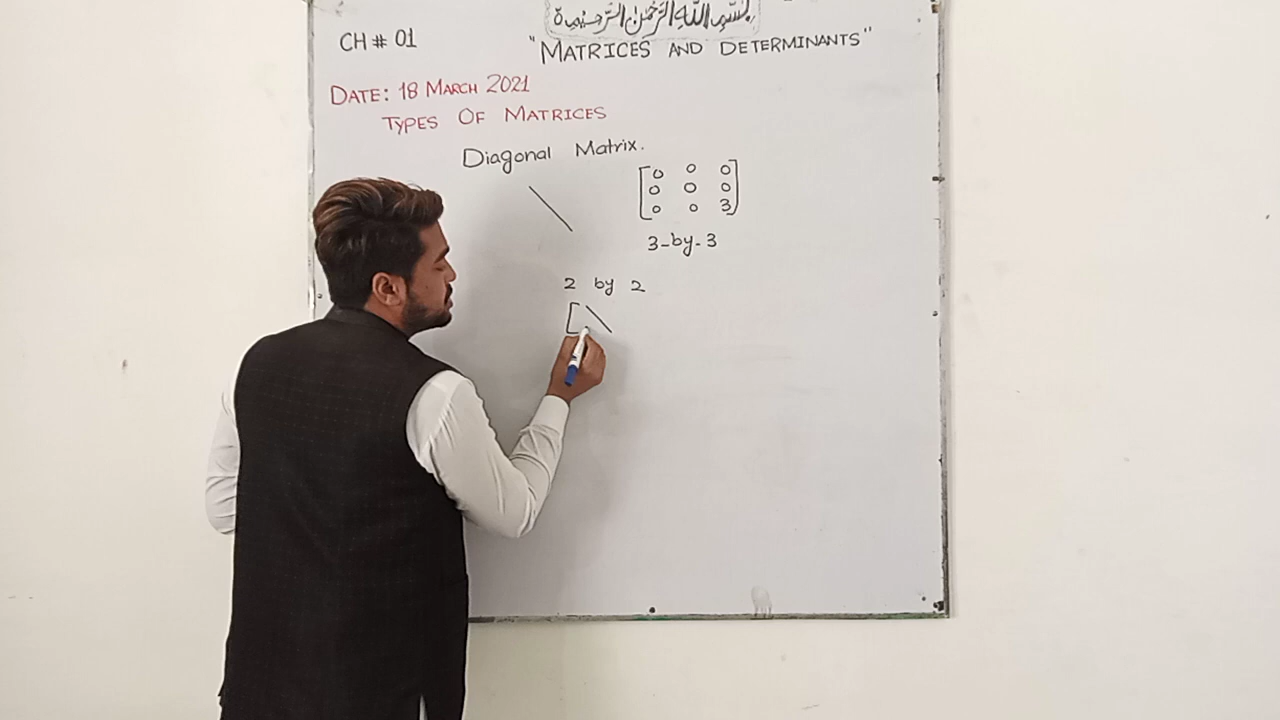 بسم الله الرحمن الرحيم
CH # 01
"MATRICES AND DETERMINANTS"
DATE: 18 MARCH 2021
TYPES OF MATRICES
Diagonal Matrix.
0 0 0
0 0 0
0 0 3
3-by-3
2 by 2